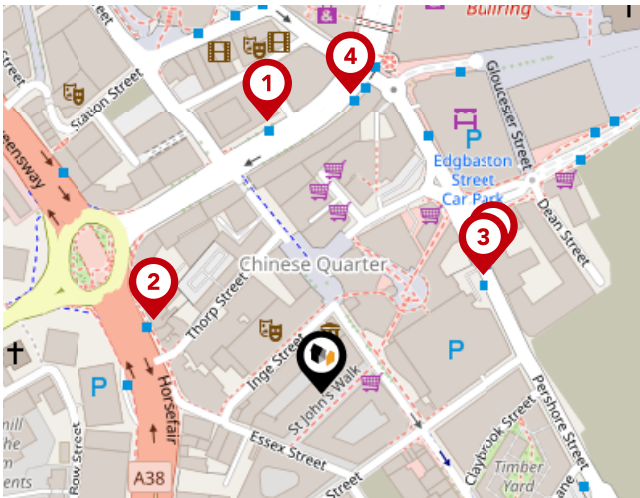 Bullring
Station Street
1
4
Gloucester Street
Queensway
P
Edgbaston
Street
Car Park
Dean Street
3
Chinese Quarter
2
Thorp Street
Inge Street
P
P
St John's Walk
Horsefair
Essex Street
Claybrook Street
Pershore Street
Row Street
Timber
Yard
A38